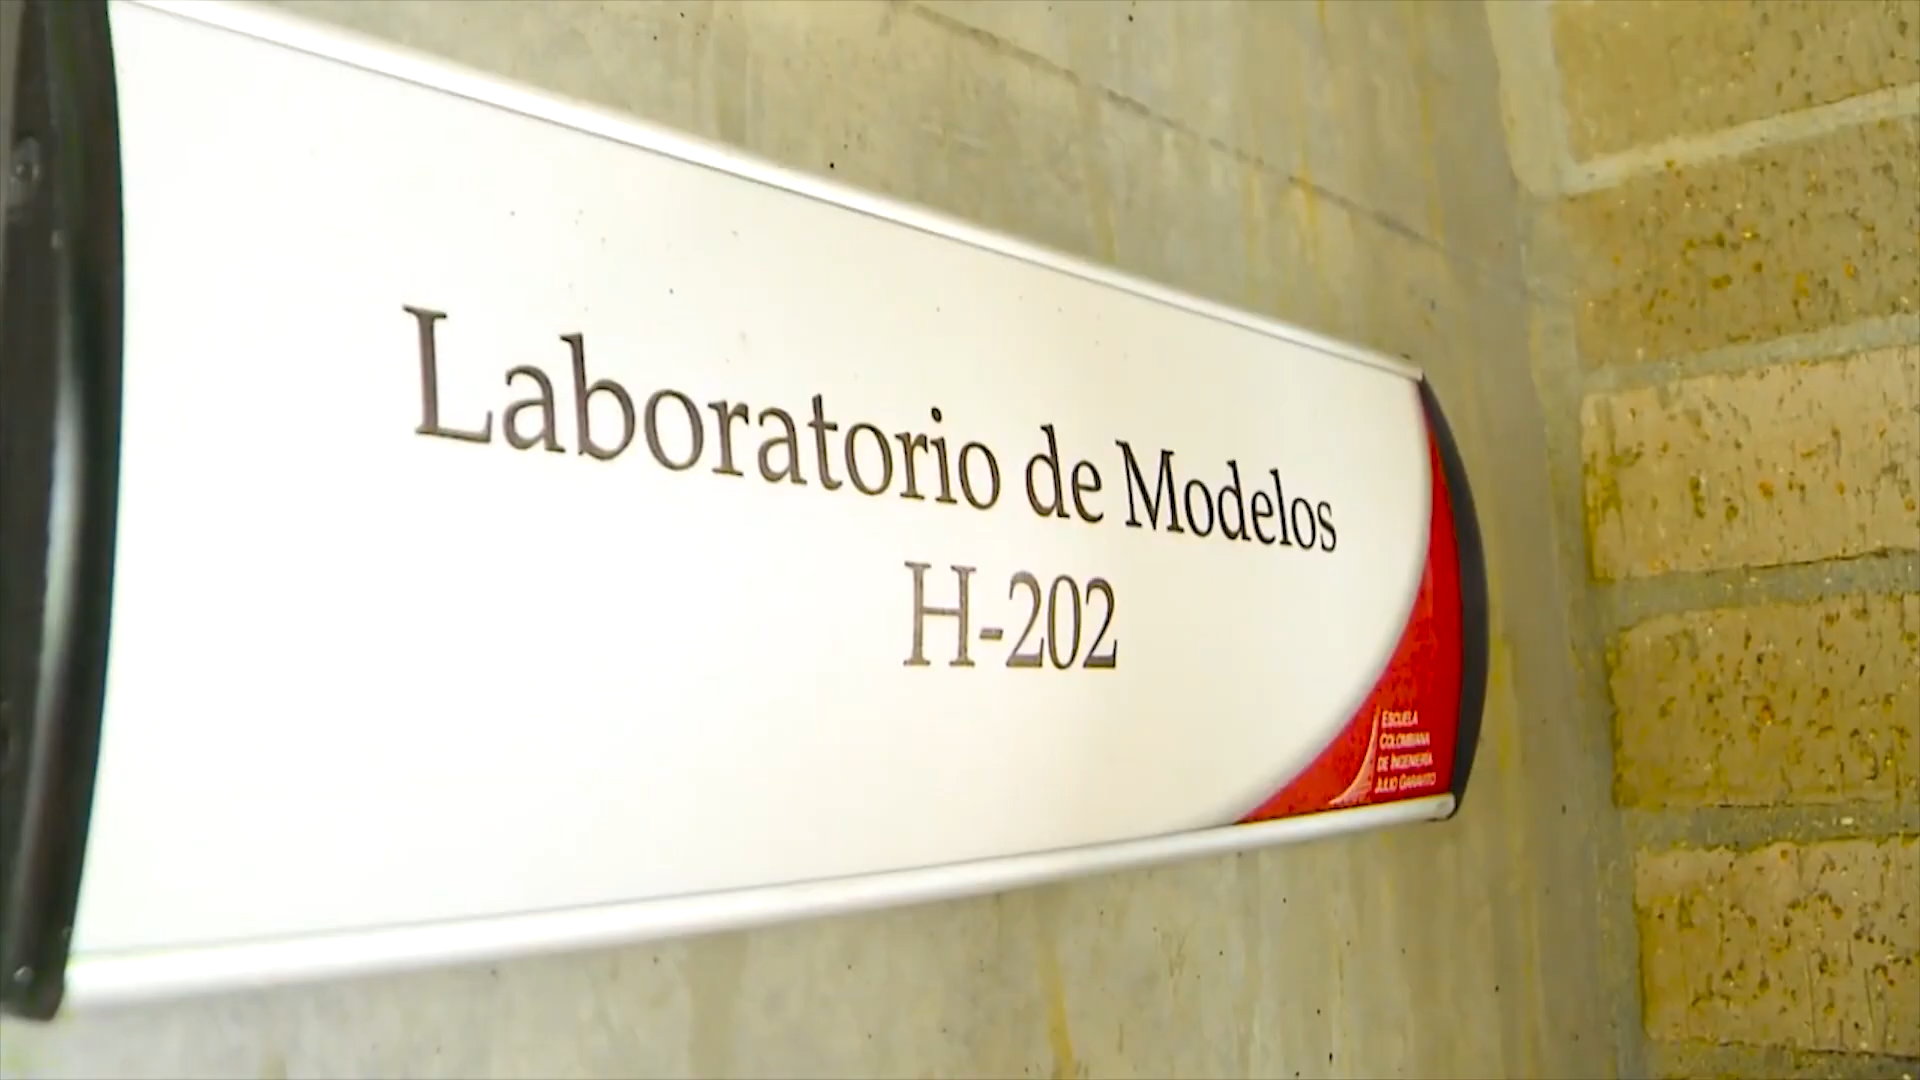 Laboratorio de Modelos
H-202
ESCUELA
COLOMBIANA
DE INGENIERÍA
JULIO GARAVITO